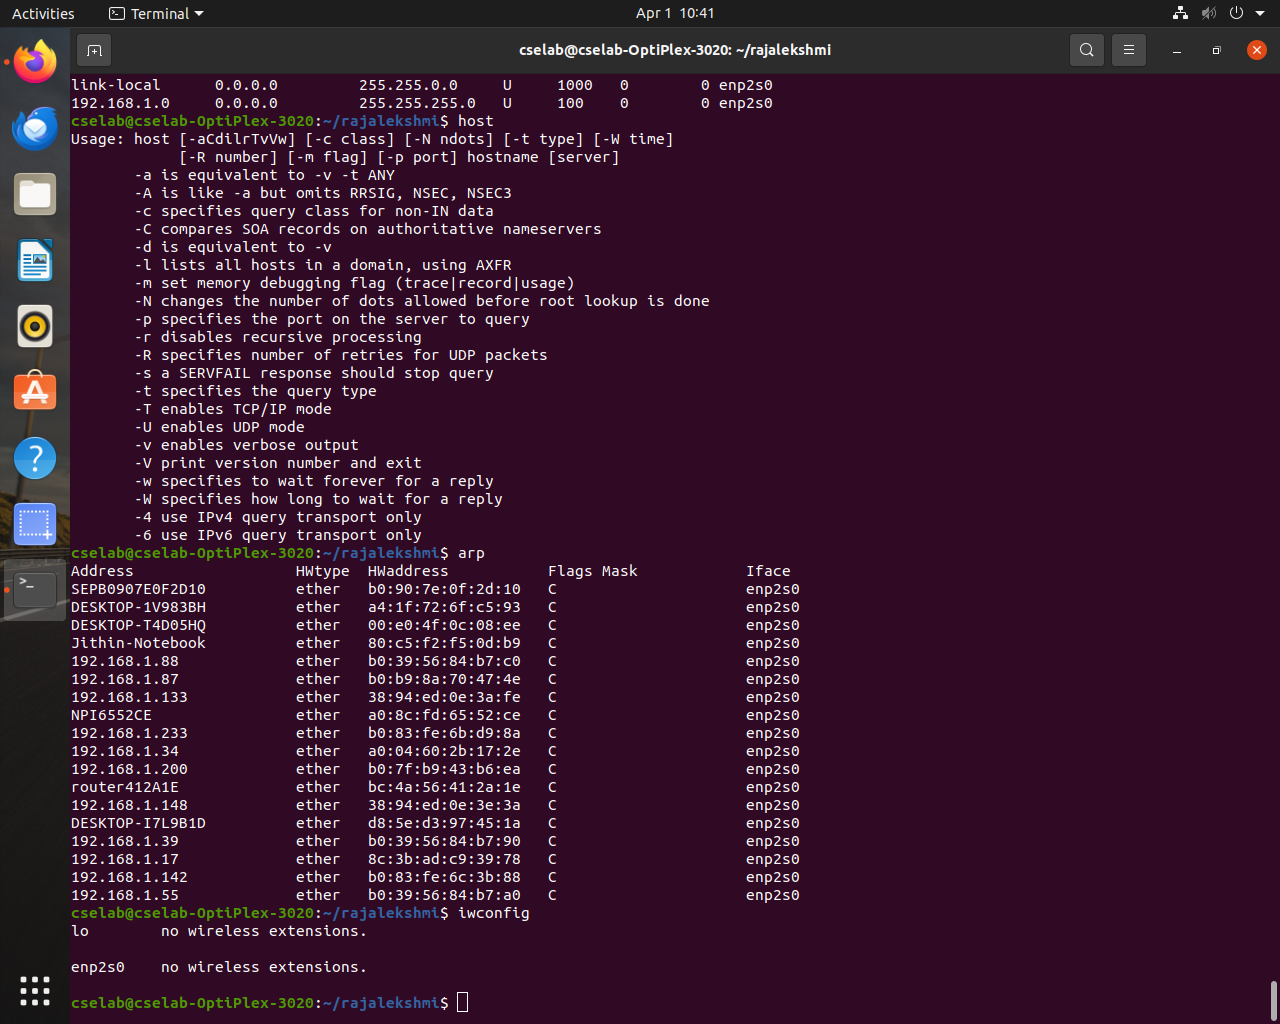 Activities Terminal Apr 1 10:41
cselab@cselab-OptiPlex-3020: ~/rajalekshmi
link-local 0.0.0.0 255.255.0.0 U 1000 0 0 enp2s0
192.168.1.0 0.0.0.0 255.255.255.0 U 100 0 0 enp2s0
cselab@cselab-OptiPlex-3020:~/rajalekshmi$ host
Usage: host [-aCdilrTvVw] [-c class] [-N ndots] [-t type] [-W time]
[-R number] [-m flag] [-p port] hostname [server]
-a is equivalent to -v -t ANY
-A is like -a but omits RRSIG, NSEC, NSEC3
-c specifies query class for non-IN data
-C compares SOA records on authoritative nameservers
-d is equivalent to -v
-l lists all hosts in a domain, using AXFR
-m set memory debugging flag (trace|record|usage)
-N changes the number of dots allowed before root lookup is done
-p specifies the port on the server to query
-r disables recursive processing
-R specifies number of retries for UDP packets
-s a SERVFAIL response should stop query
-t specifies the query type
-T enables TCP/IP mode
-U enables UDP mode
-v enables verbose output
-V print version number and exit
-w specifies to wait forever for a reply
-W specifies how long to wait for a reply
-4 use IPv4 query transport only
-6 use IPv6 query transport only
cselab@cselab-OptiPlex-3020:~/rajalekshmi$ arp
Address HWtype HWaddress Flags Mask Iface
SEPB0907E0F2D10 ether b0:90:7e:0f:2d:10 C enp2s0
DESKTOP-1V983BH ether a4:1f:72:6f:c5:93 C enp2s0
DESKTOP-T4D05HQ ether 00:e0:4f:0c:08:ee C enp2s0
Jithin-Notebook ether 80:c5:f2:f5:0d:b9 C enp2s0
192.168.1.88 ether b0:39:56:84:b7:c0 C enp2s0
192.168.1.87 ether b0:b9:8a:70:47:4e C enp2s0
192.168.1.133 ether 38:94:ed:0e:3a:fe C enp2s0
NPI6552CE ether a0:8c:fd:65:52:ce C enp2s0
192.168.1.233 ether b0:83:fe:6b:d9:8a C enp2s0
192.168.1.34 ether a0:04:60:2b:17:2e C enp2s0
192.168.1.200 ether b0:7f:b9:43:b6:ea C enp2s0
router412A1E ether bc:4a:56:41:2a:1e C enp2s0
192.168.1.148 ether 38:94:ed:0e:3e:3a C enp2s0
DESKTOP-I7L9B1D ether d8:5e:d3:97:45:1a C enp2s0
192.168.1.39 ether b0:39:56:84:b7:90 C enp2s0
192.168.1.17 ether 8c:3b:ad:c9:39:78 C enp2s0
192.168.1.142 ether b0:83:fe:6c:3b:88 C enp2s0
192.168.1.55 ether b0:39:56:84:b7:a0 C enp2s0
cselab@cselab-OptiPlex-3020:~/rajalekshmi$ iwconfig
lo no wireless extensions.
enp2s0 no wireless extensions.
cselab@cselab-OptiPlex-3020:~/rajalekshmi$